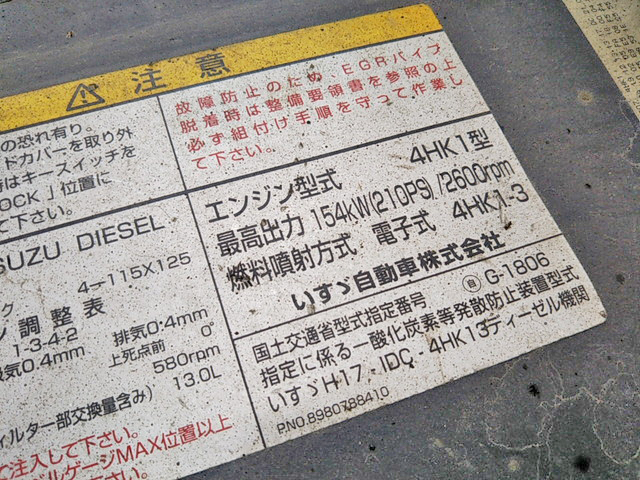 注意
の恐れ有り。
ドカバーを取り外
時はキースイッチを
OCK」位置に
て下さい。
故障防止のため、EGRパイプ
脱着時は整備要領書を参照の上
必ず組付け手順を守って作業し
て下さい。
SUZU DIESEL
4-115X125
調整表
1-3-4-2
排気0.4mm
吸気0.4mm
上死点前 0°
580rpm
13.0L
ィルター部交換量含み)
て注入して下さい。
ベルゲージMAX位置以上
エンジン型式 4HK1型
最高出力 154kW(210PS)/2600rpm
燃料噴射方式 電子式 4HK1-3
いすゞ自動車株式会社
国土交通省型式指定番号 自 G-1806
指定に係る一酸化炭素等発散防止装置型式
いすゞH17-IDC-4HK13ディーゼル機関
P.NO.8980788410